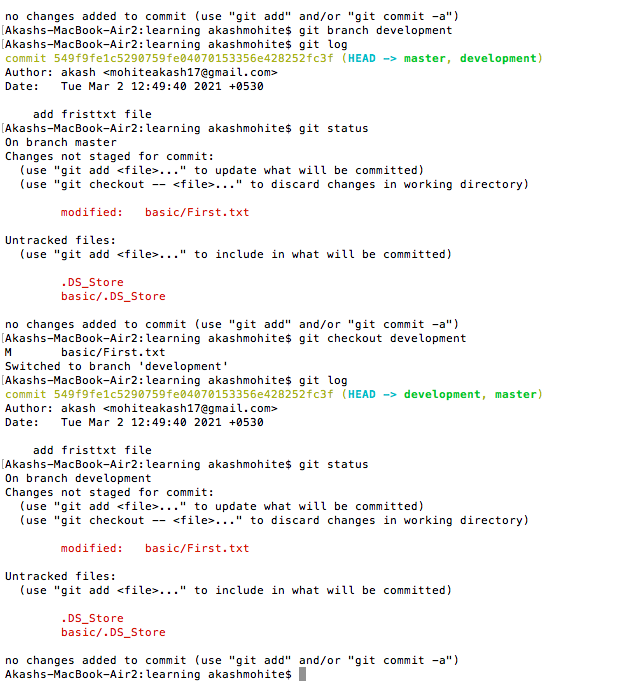 no changes added to commit (use "git add" and/or "git commit -a")
[Akashs-MacBook-Air2:learning akashmohite$ git branch development
[Akashs-MacBook-Air2:learning akashmohite$ git log
commit 549f9fe1c5290759fe04070153356e428252fc3f (HEAD -> master, development)
Author: akash <mohiteakash17@gmail.com>
Date:   Tue Mar 2 12:49:40 2021 +0530
    add fristtxt file
[Akashs-MacBook-Air2:learning akashmohite$ git status
On branch master
Changes not staged for commit:
  (use "git add <file>..." to update what will be committed)
  (use "git checkout -- <file>..." to discard changes in working directory)
        modified:   basic/First.txt
Untracked files:
  (use "git add <file>..." to include in what will be committed)
        .DS_Store
        basic/.DS_Store
no changes added to commit (use "git add" and/or "git commit -a")
[Akashs-MacBook-Air2:learning akashmohite$ git checkout development
M       basic/First.txt
Switched to branch 'development'
[Akashs-MacBook-Air2:learning akashmohite$ git log
commit 549f9fe1c5290759fe04070153356e428252fc3f (HEAD -> development, master)
Author: akash <mohiteakash17@gmail.com>
Date:   Tue Mar 2 12:49:40 2021 +0530
    add fristtxt file
[Akashs-MacBook-Air2:learning akashmohite$ git status
On branch development
Changes not staged for commit:
  (use "git add <file>..." to update what will be committed)
  (use "git checkout -- <file>..." to discard changes in working directory)
        modified:   basic/First.txt
Untracked files:
  (use "git add <file>..." to include in what will be committed)
        .DS_Store
        basic/.DS_Store
no changes added to commit (use "git add" and/or "git commit -a")
Akashs-MacBook-Air2:learning akashmohite$